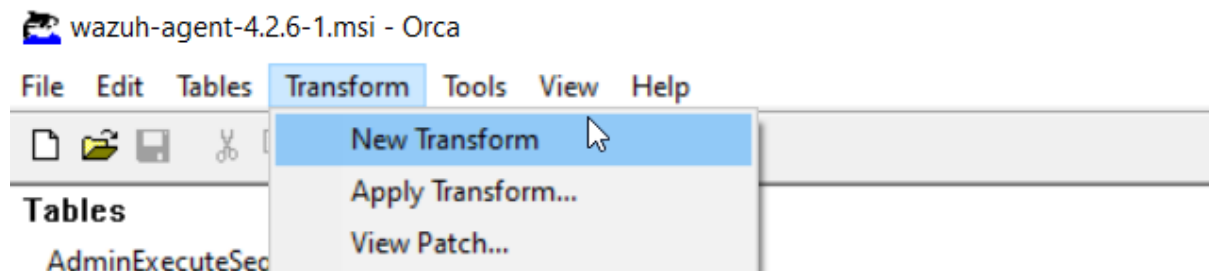 wazuh-agent-4.2.6-1.msi - Orca
File Edit Tables Transform Tools View Help
New Transform
Apply Transform...
Tables
View Patch...